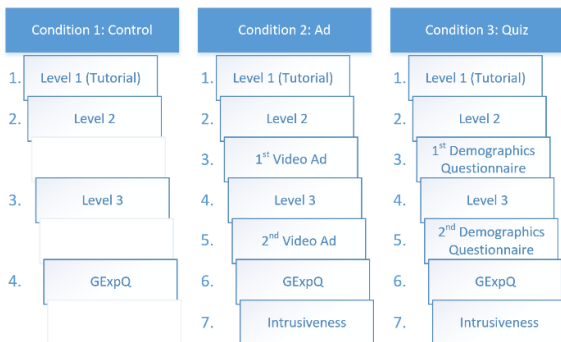 Condition 1: Control
1. Level 1 (Tutorial)
2. Level 2
3. Level 3
4. GExpQ
Condition 2: Ad
1. Level 1 (Tutorial)
2. Level 2
3. 1st Video Ad
4. Level 3
5. 2nd Video Ad
6. GExpQ
7. Intrusiveness
Condition 3: Quiz
1. Level 1 (Tutorial)
2. Level 2
3. 1st Demographics
Questionnaire
4. Level 3
5. 2nd Demographics
Questionnaire
6. GExpQ
7. Intrusiveness